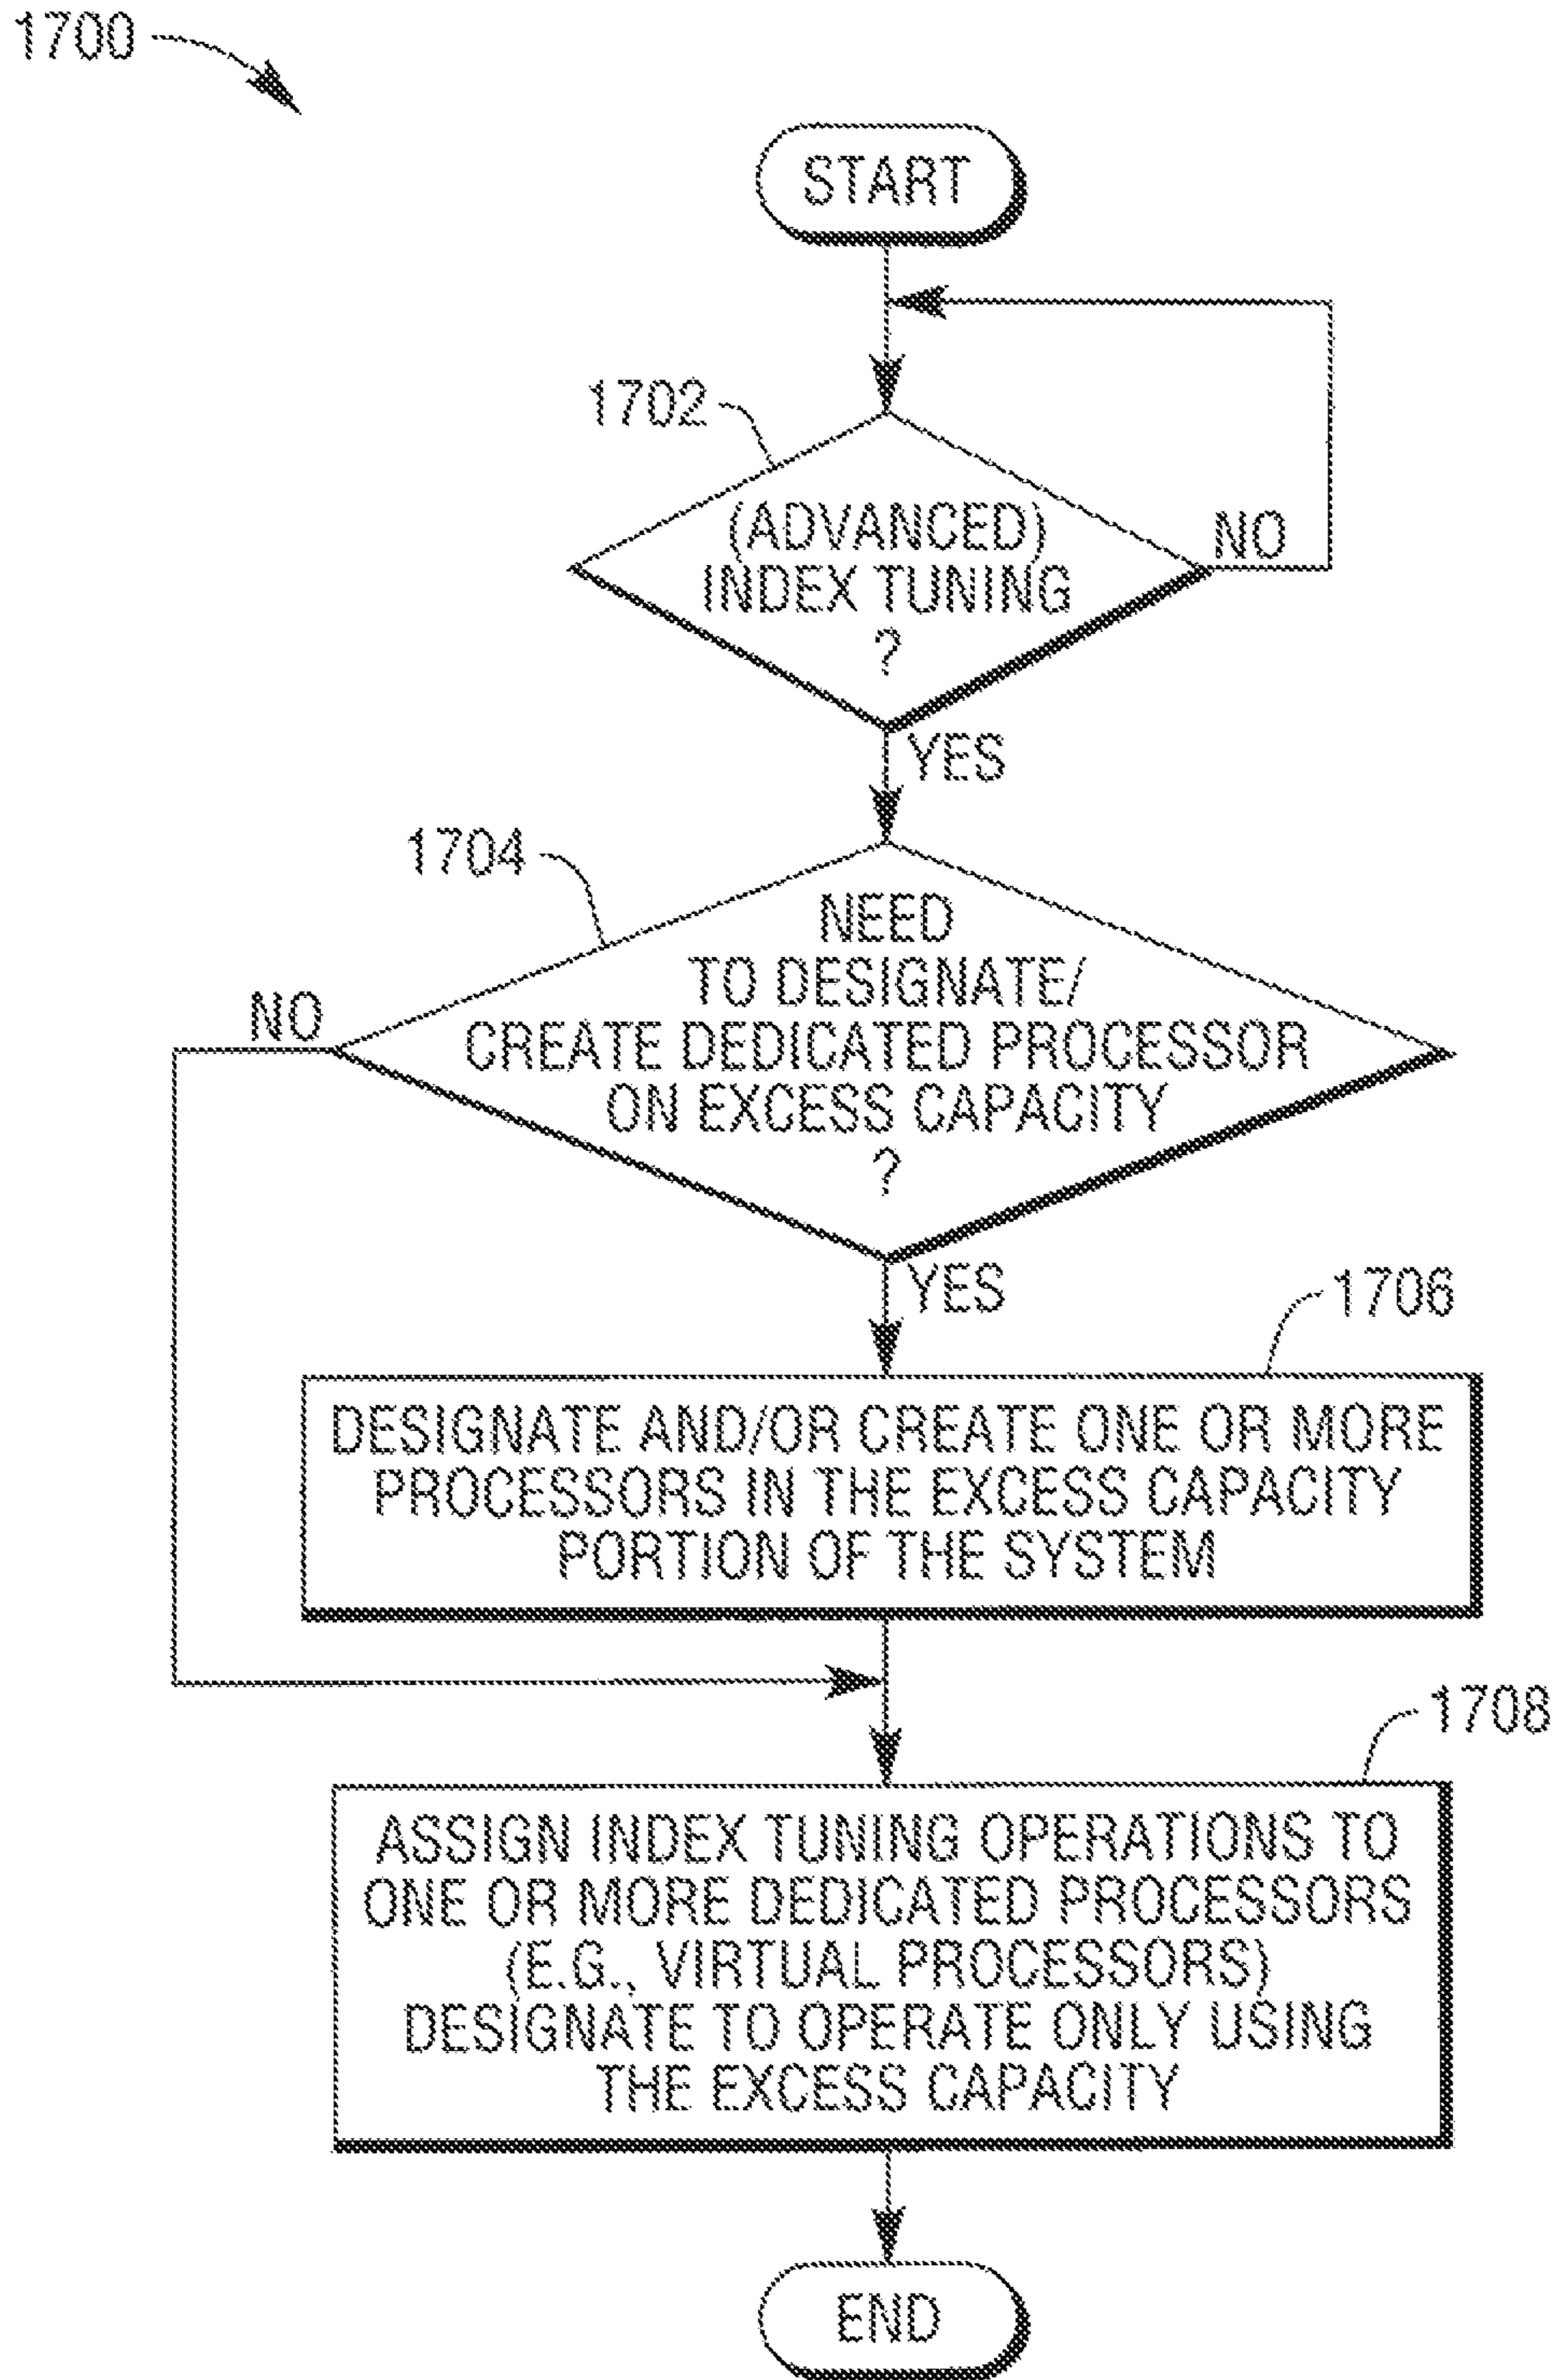 1700
START
1702
(ADVANCED)
INDEX TUNING
?
NO
YES
1704
NEED
TO DESIGNATE/
CREATE DEDICATED PROCESSOR
ON EXCESS CAPACITY
?
NO
YES
1706
DESIGNATE AND/OR CREATE ONE OR MORE
PROCESSORS IN THE EXCESS CAPACITY
PORTION OF THE SYSTEM
1708
ASSIGN INDEX TUNING OPERATIONS TO
ONE OR MORE DEDICATED PROCESSORS
(E.G., VIRTUAL PROCESSORS)
DESIGNATE TO OPERATE ONLY USING
THE EXCESS CAPACITY
END